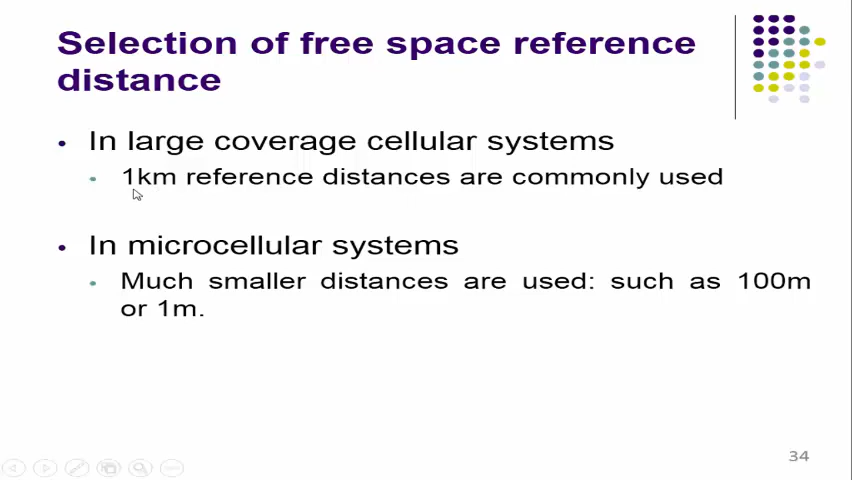 Selection of free space reference
distance
• In large coverage cellular systems
• 1km reference distances are commonly used
• In microcellular systems
• Much smaller distances are used: such as 100m
or 1m.
34